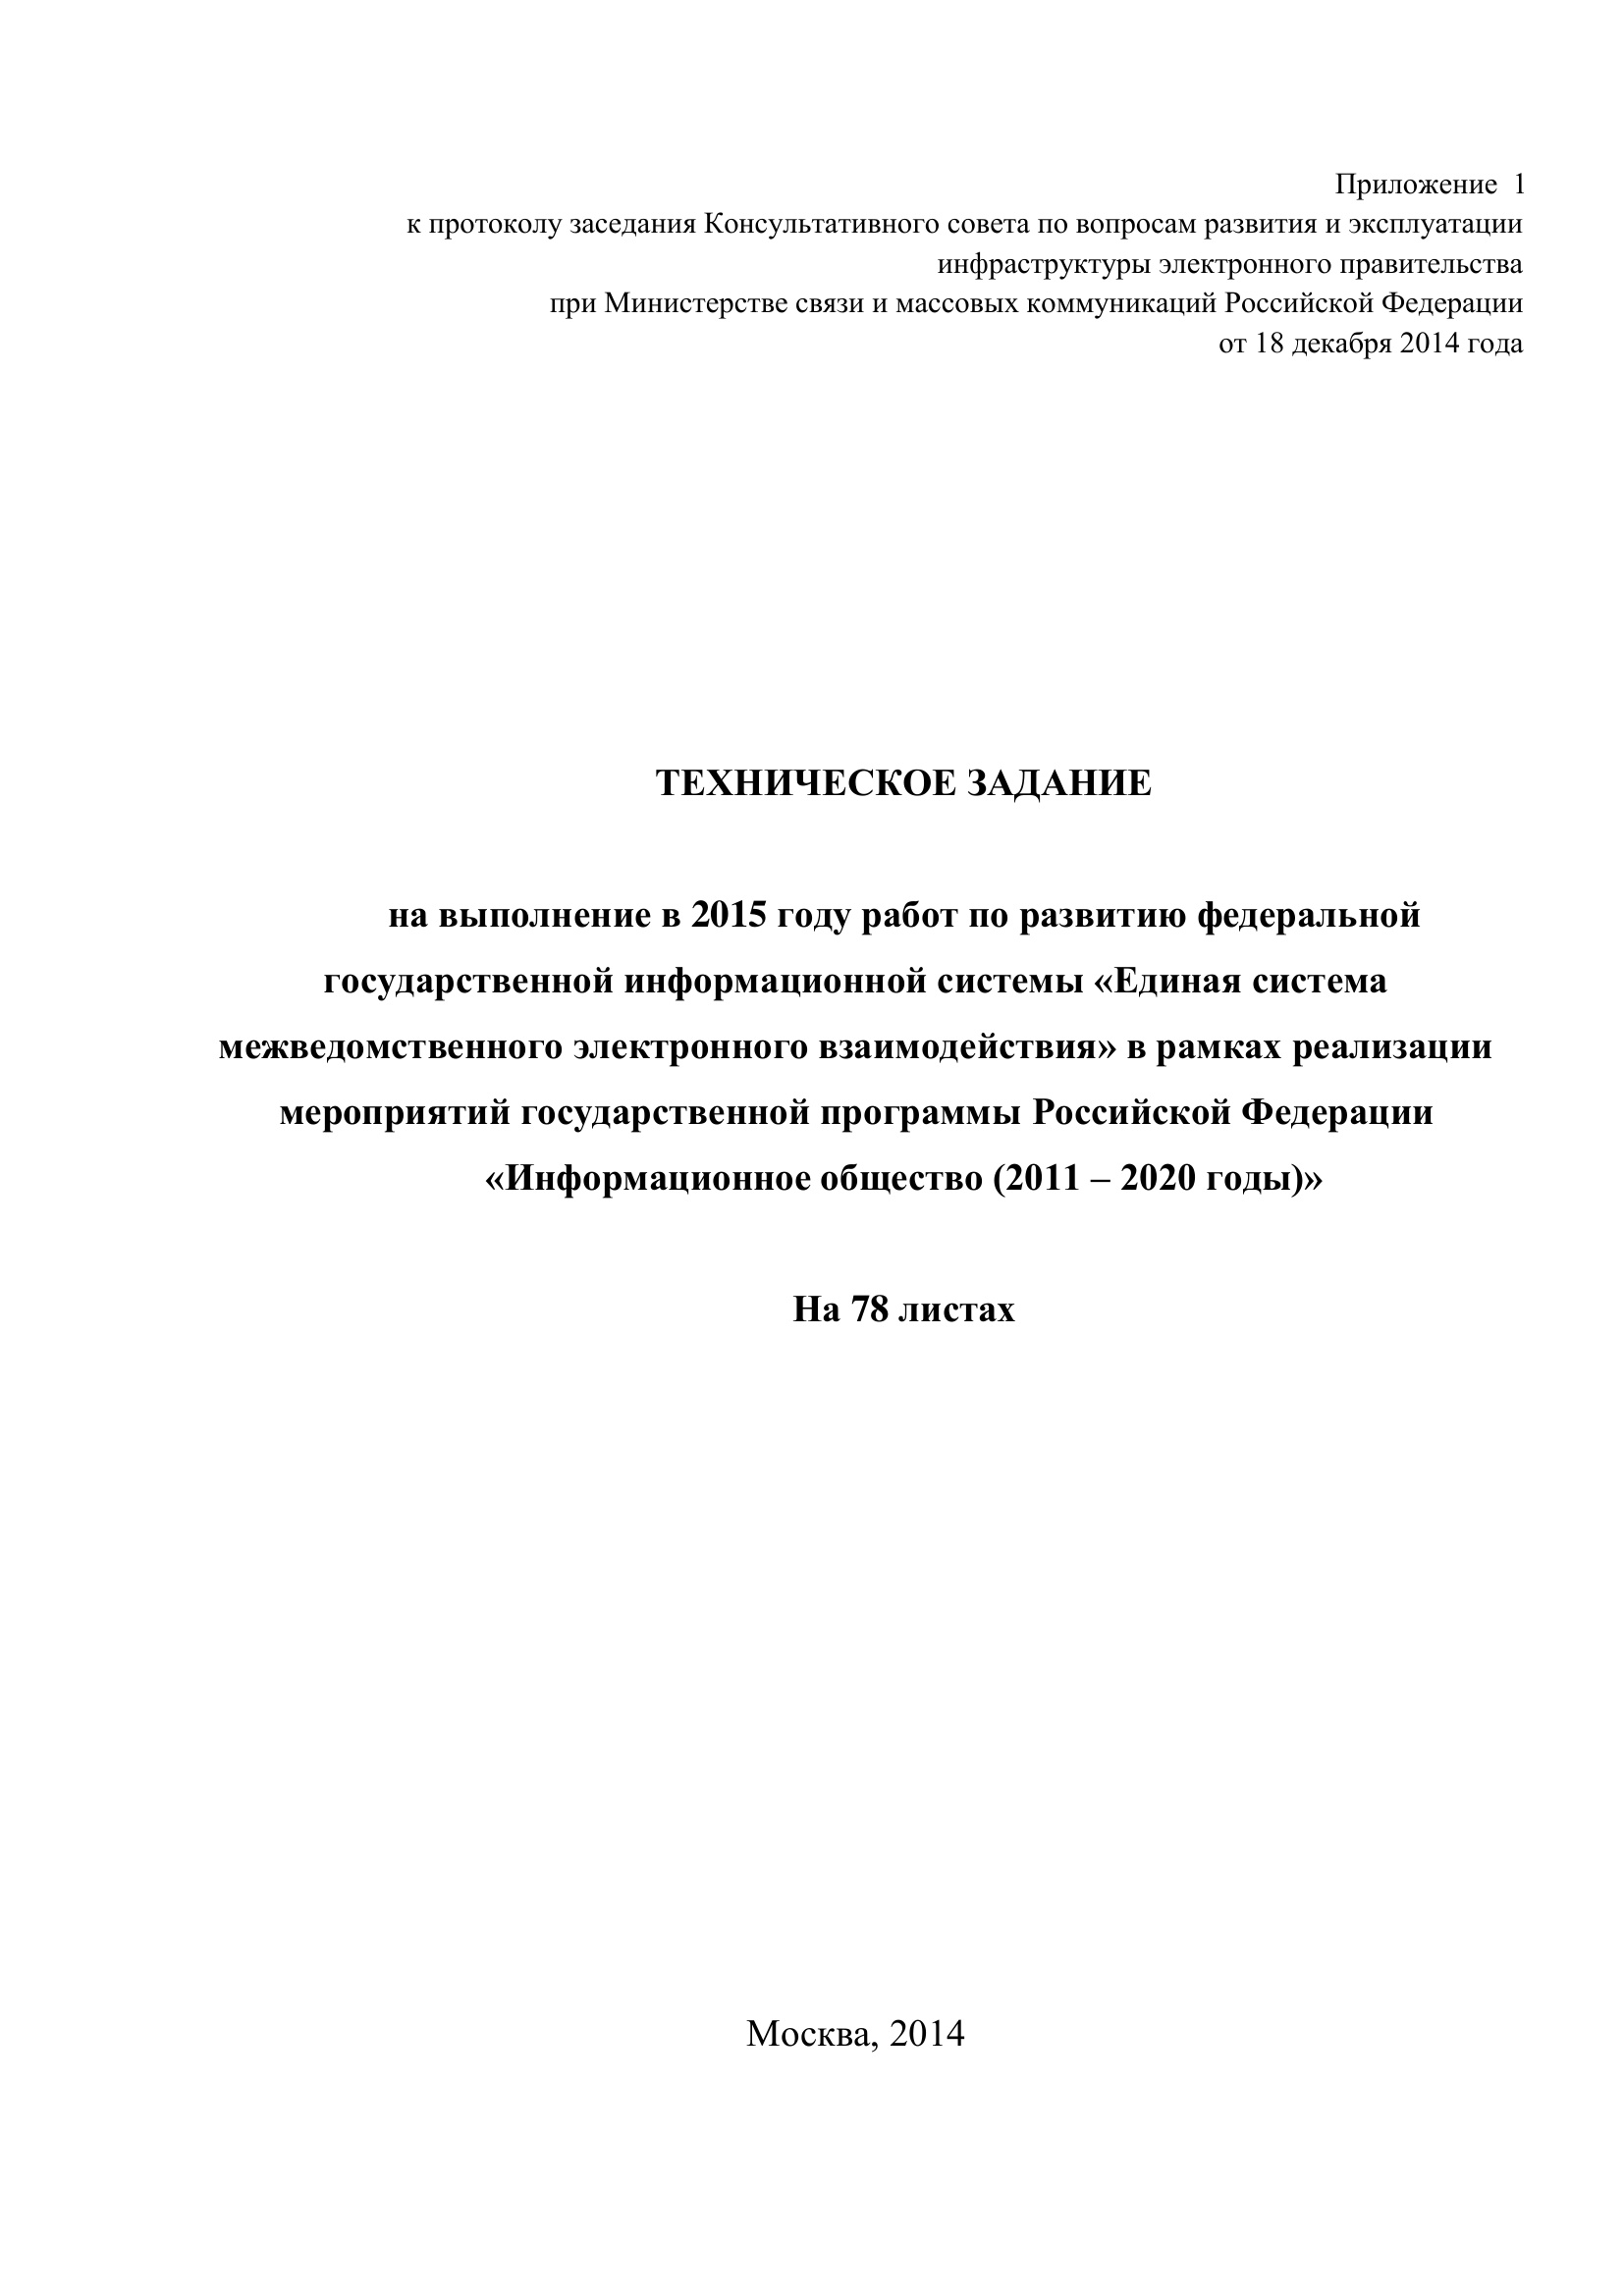 Приложение  1
к протоколу заседания Консультативного совета по вопросам развития и эксплуатации
инфраструктуры электронного правительства
при Министерстве связи и массовых коммуникаций Российской Федерации
от 18 декабря 2014 года
ТЕХНИЧЕСКОЕ ЗАДАНИЕ
на выполнение в 2015 году работ по развитию федеральной
государственной информационной системы «Единая система
межведомственного электронного взаимодействия» в рамках реализации
мероприятий государственной программы Российской Федерации
«Информационное общество (2011 – 2020 годы)»
На 78 листах
Москва, 2014